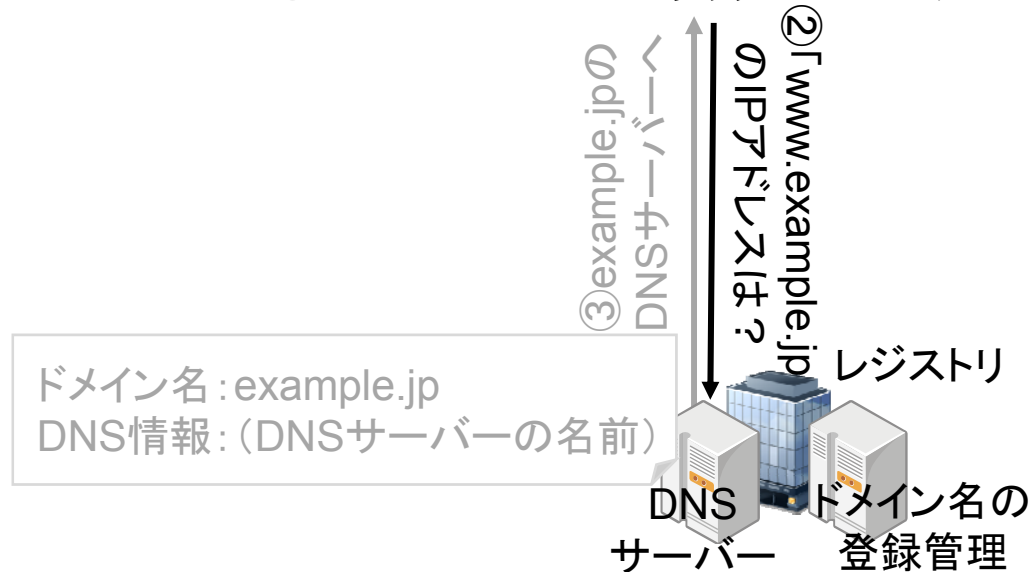 ②「www.example.jp
のIPアドレスは？
③example.jpの
DNSサーバーへ
ドメイン名：example.jp
DNS情報：（DNSサーバーの名前）
レジストリ
DNS
サーバー
ドメイン名の
登録管理